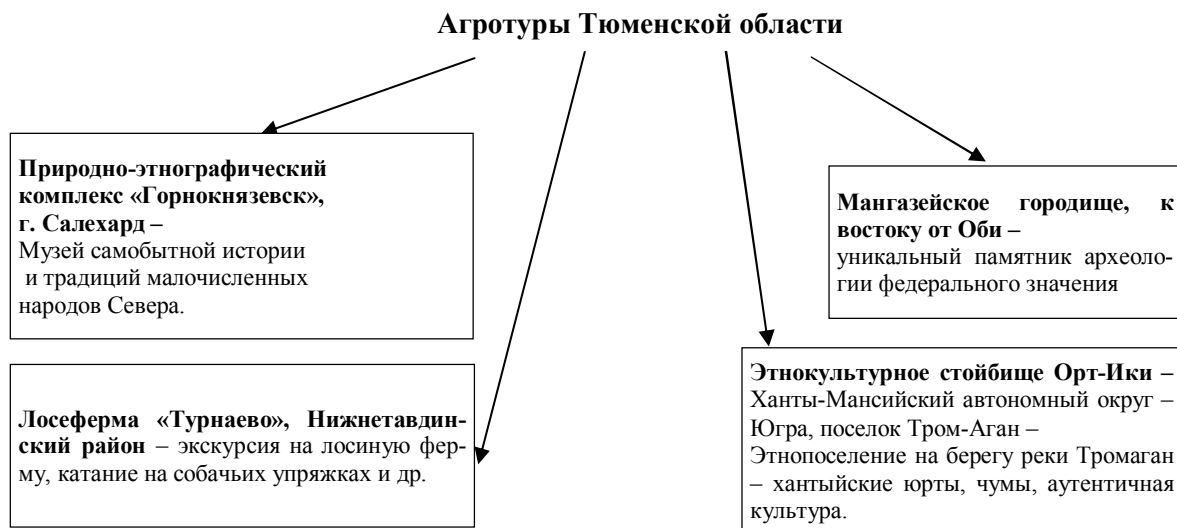 Агротуры Тюменской области
Природно-этнографический
комплекс «Горнокнязевск»,
г. Салехард –
Музей самобытной истории
и традиций малочисленных
народов Севера.
Мангазейское городище, к
востоку от Оби –
уникальный памятник археоло-
гии федерального значения
Лосеферма «Турнаево», Нижнетавдин-
ский район – экскурсия на лосиную фер-
му, катание на собачьих упряжках и др.
Этнокультурное стойбище Орт-Ики –
Ханты-Мансийский автономный округ –
Югра, поселок Тром-Аган –
Этнопоселение на берегу реки Тромаган
– хантыйские юрты, чумы, аутентичная
культура.